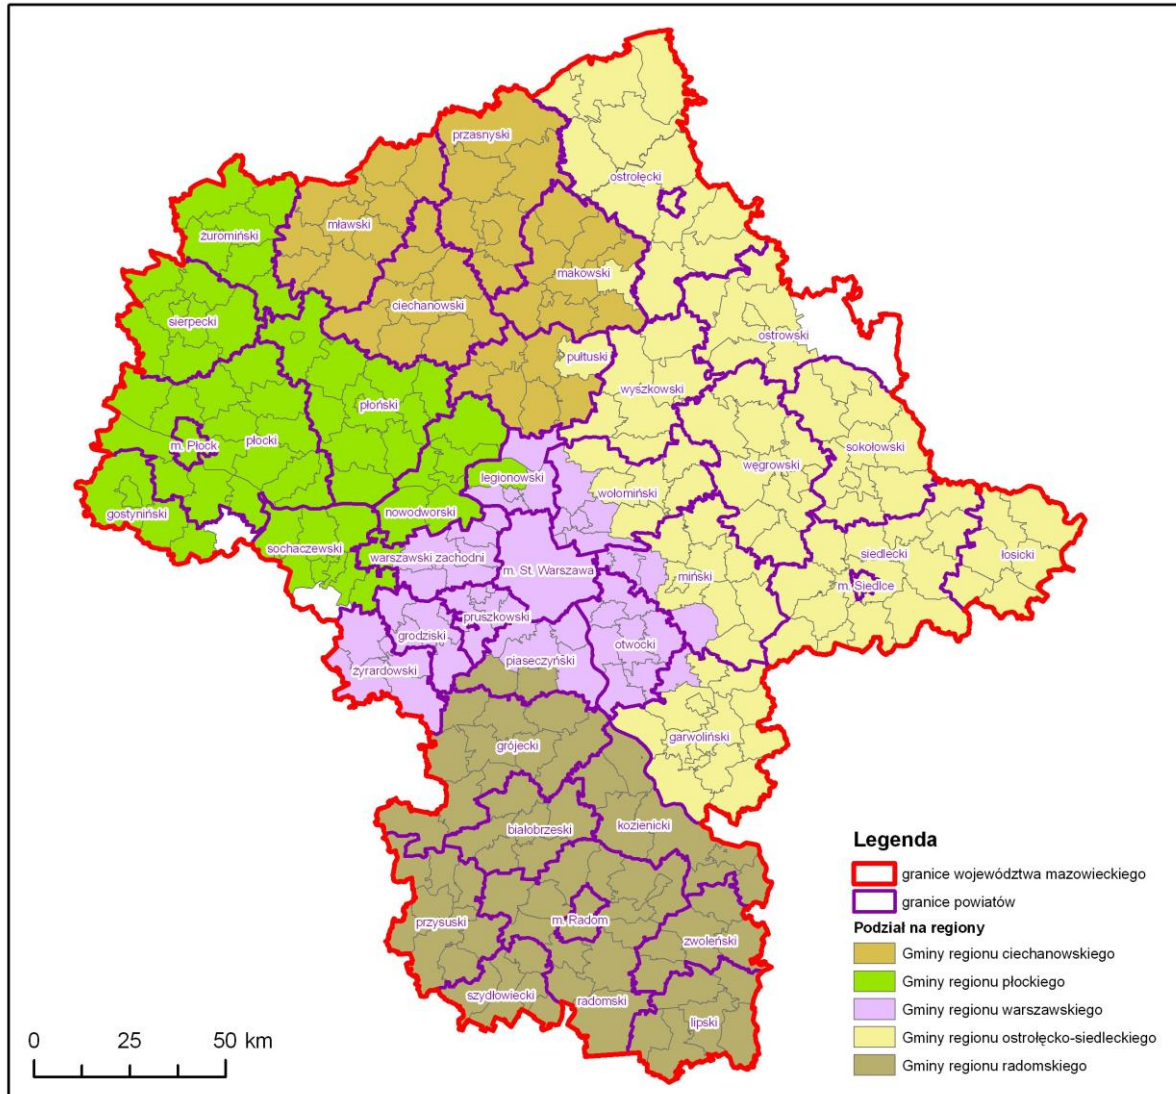 przasnyski
ostrołęcki
żuromiński
mławski
makowski
ciechanowski
sierpecki
ostrowski
pułtuski
wyszkowski
płoński
sokołowski
m. Płock
płocki
węgrowski
legionowski
wołomiński
gostyniński
nowodworski
sochaczewski
warszawski zachodni
siedlecki
łosicki
m. St. Warszawa
miński
m. Siedlce
pruszkowski
grodziski
otwocki
żyrardowski
piaseczyński
garwoliński
grójecki
białobrzeski
kozienicki
przysuski
m. Radom
zwoleński
szydłowiecki
radomski
lipski
Legenda
granice województwa mazowieckiego
granice powiatów
Podział na regiony
Gminy regionu ciechanowskiego
Gminy regionu płockiego
Gminy regionu warszawskiego
Gminy regionu ostrołęcko-siedleckiego
Gminy regionu radomskiego
0 25 50 km